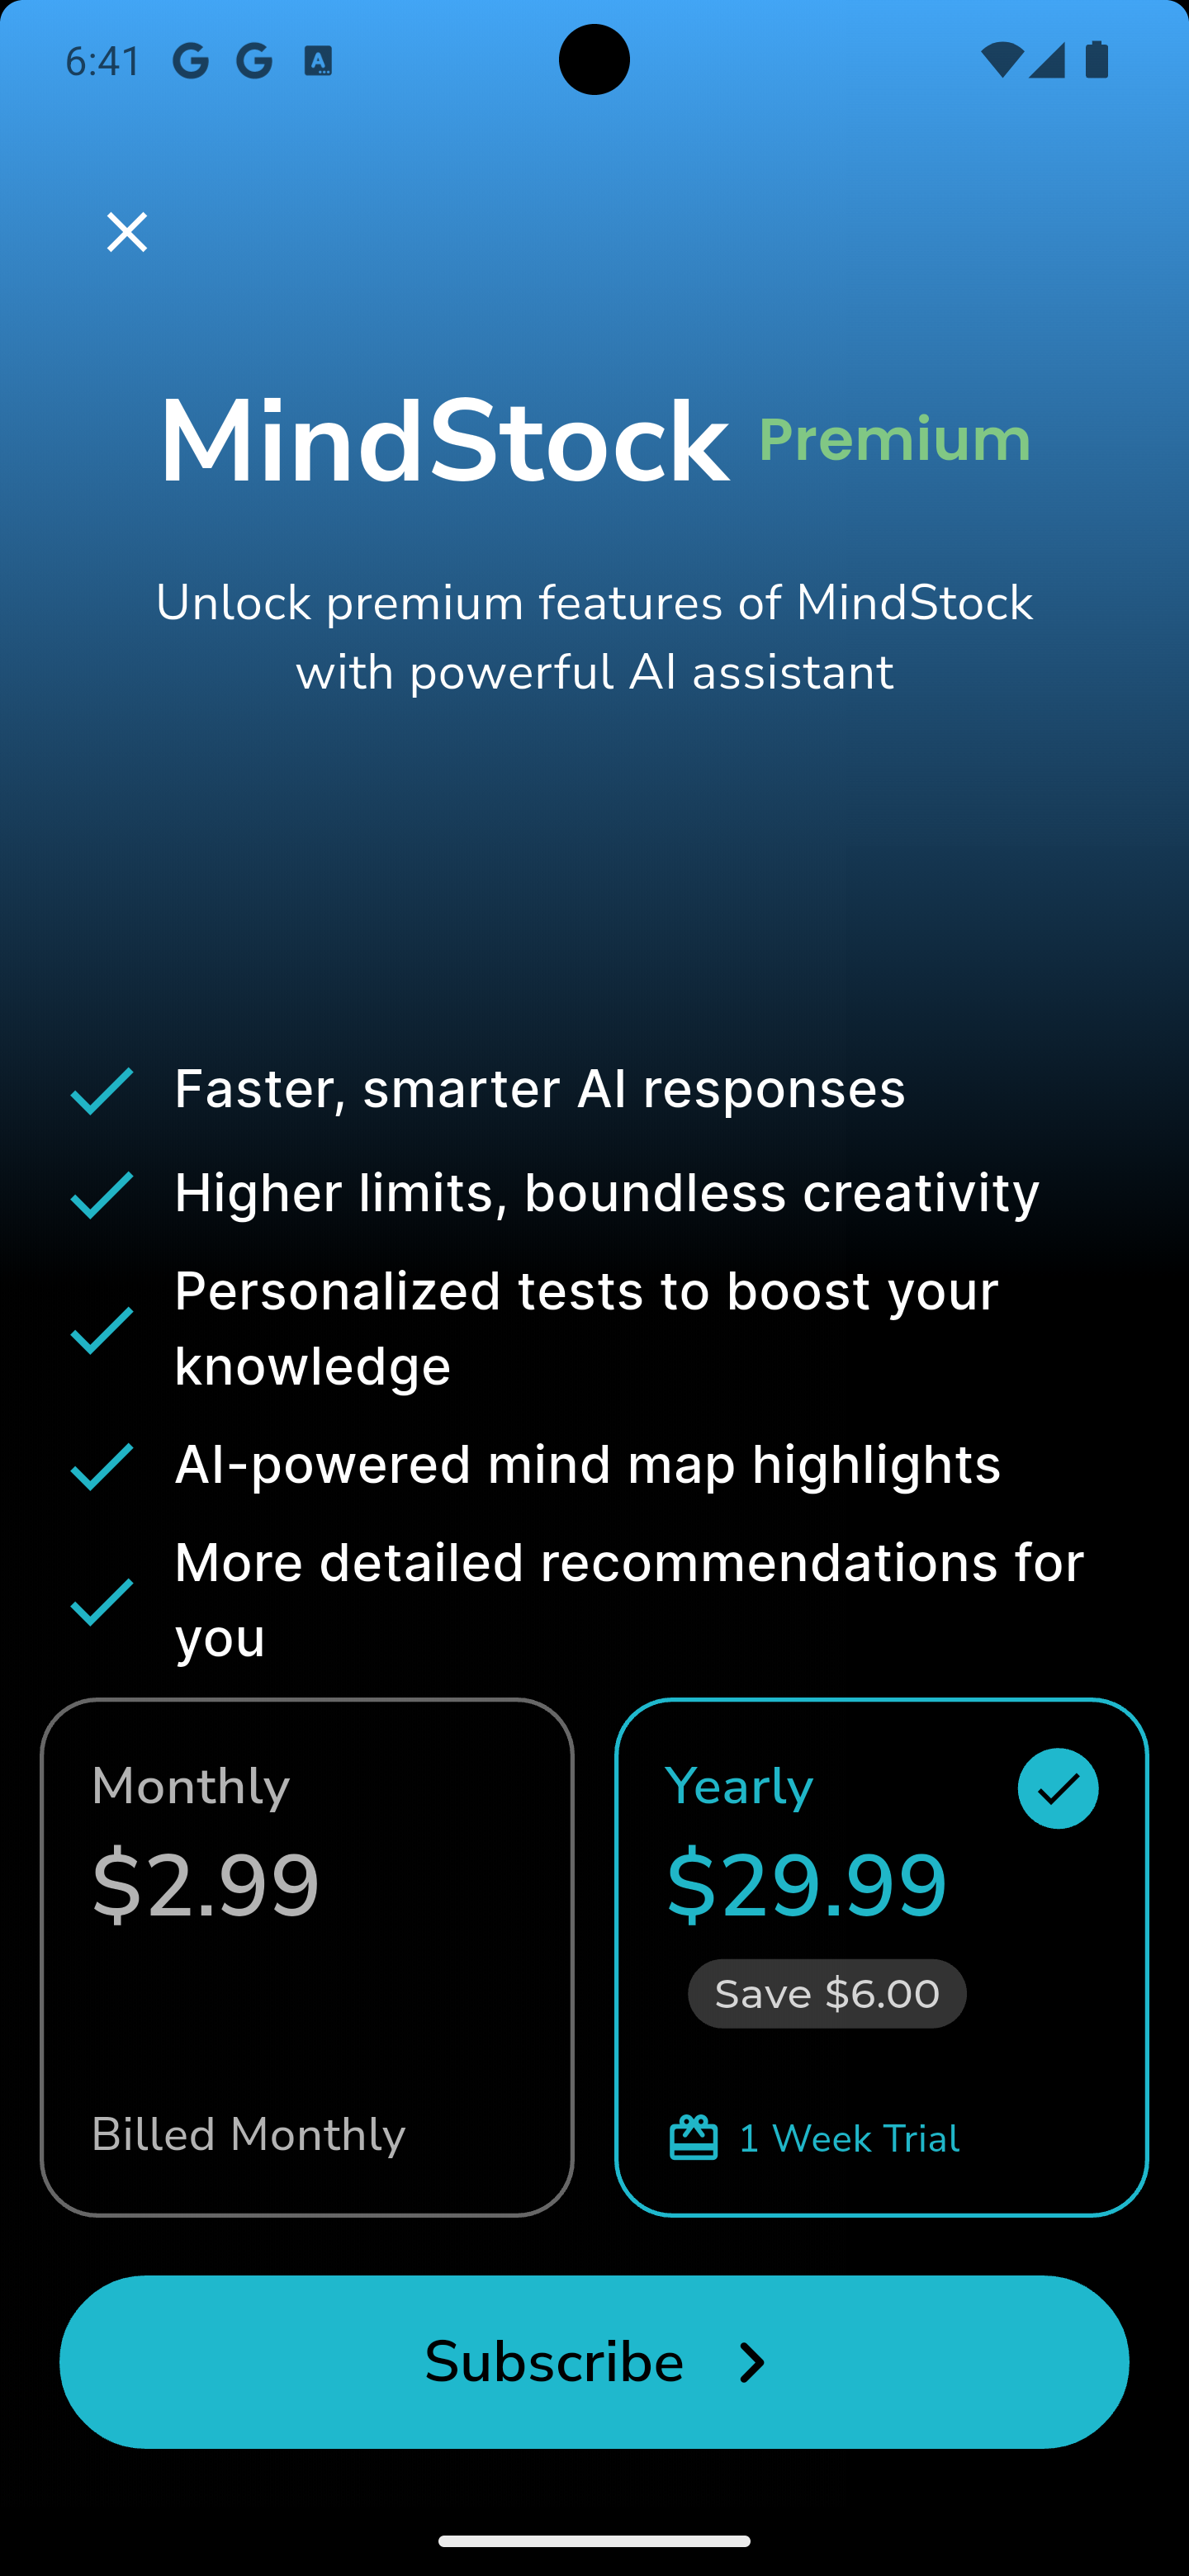 6:41
MindStock Premium
Unlock premium features of MindStock
with powerful AI assistant
Faster, smarter AI responses
Higher limits, boundless creativity
Personalized tests to boost your
knowledge
AI-powered mind map highlights
More detailed recommendations for
you
Monthly
$2.99
Billed Monthly
Yearly
$29.99
Save $6.00
1 Week Trial
Subscribe